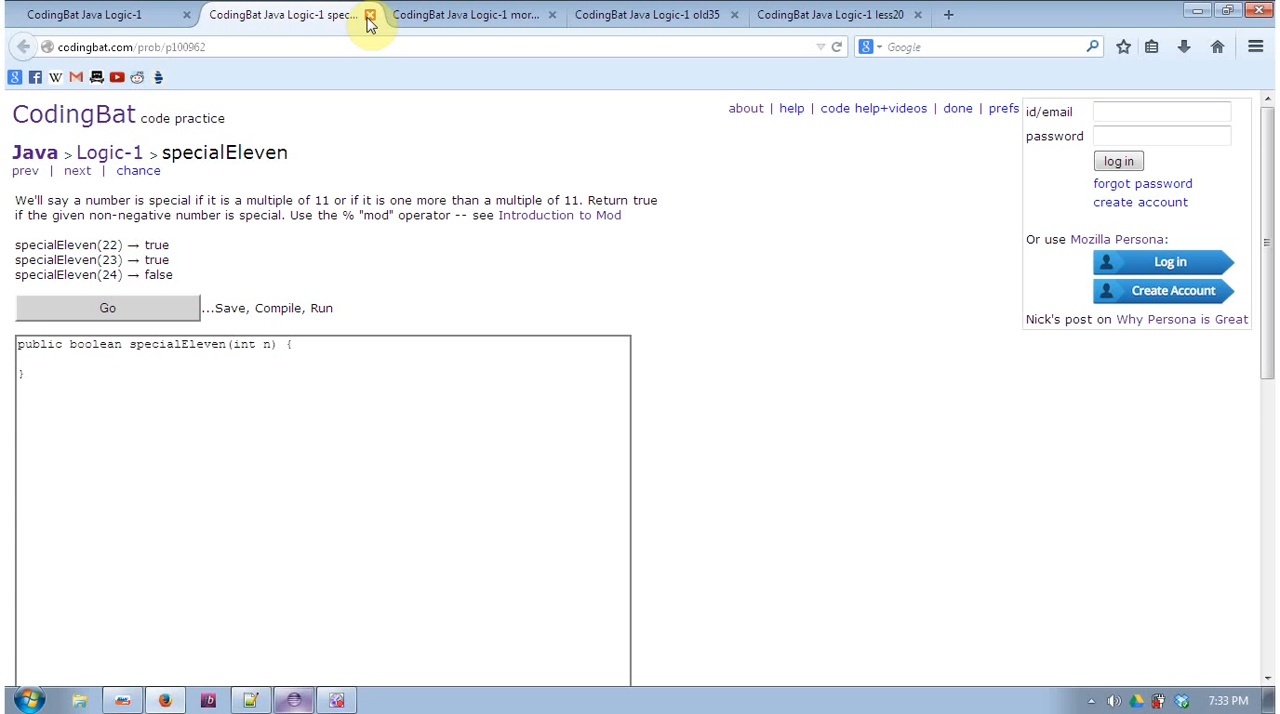 CodingBat Java Logic-1
CodingBat Java Logic-1 spec...
CodingBat Java Logic-1 mor...
CodingBat Java Logic-1 old35
CodingBat Java Logic-1 less20
codingbat.com/prob/p100962
Google
CodingBat code practice
about | help | code help+videos | done | prefs
id/email
password
log in
forgot password
create account
Or use Mozilla Persona:
Log in
Create Account
Nick's post on Why Persona is Great
Java > Logic-1 > specialEleven
prev | next | chance
We'll say a number is special if it is a multiple of 11 or if it is one more than a multiple of 11. Return true
if the given non-negative number is special. Use the % "mod" operator -- see Introduction to Mod
specialEleven(22) → true
specialEleven(23) → true
specialEleven(24) → false
Go ...Save, Compile, Run
public boolean specialEleven(int n) {
}
7:33 PM